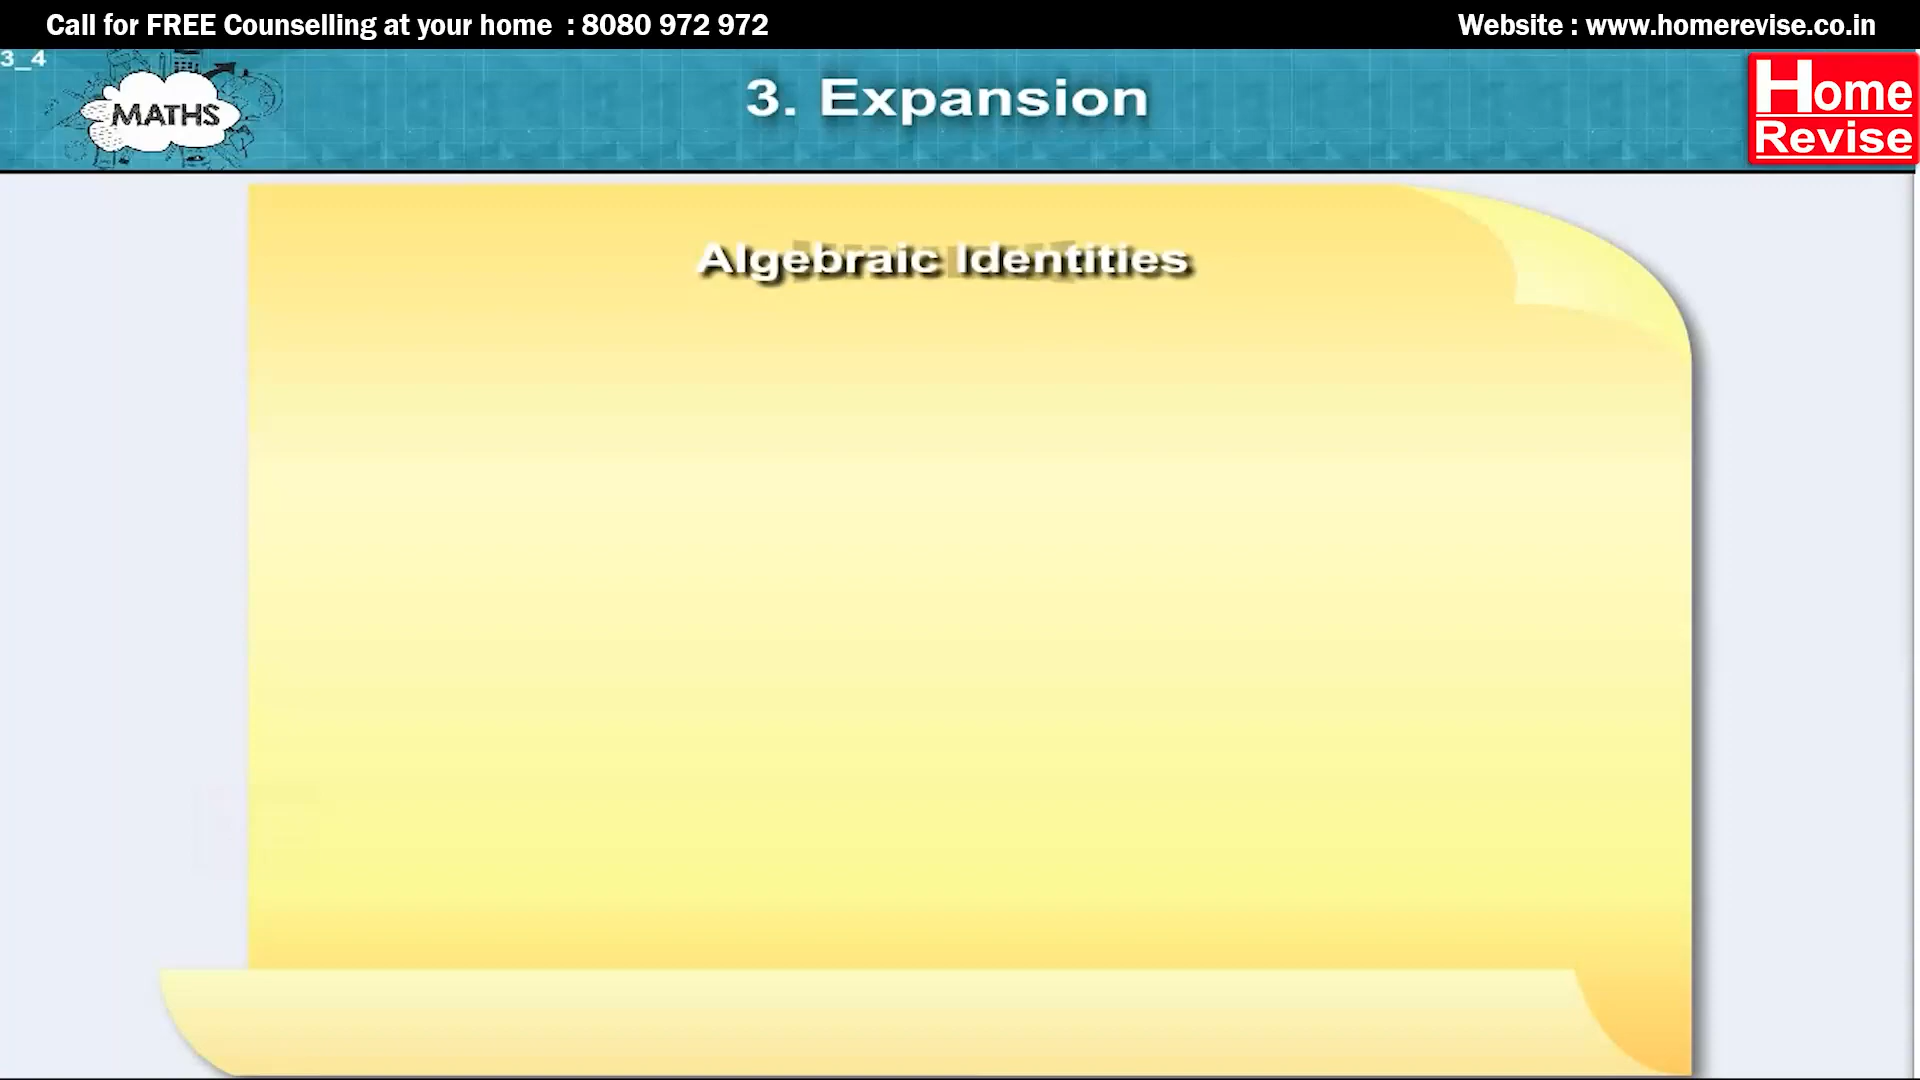 Call for FREE Counselling at your home : 8080 972 972
Website : www.homerevise.co.in
3_4
MATHS
3. Expansion
Home
Revise
Algebraic Identities